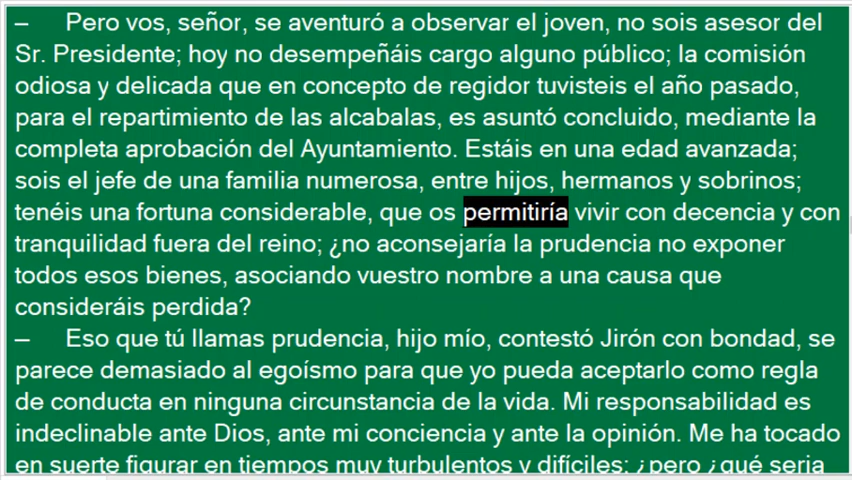 –    Pero vos, señor, se aventuró a observar el joven, no sois asesor del
Sr. Presidente; hoy no desempeñáis cargo alguno público; la comisión
odiosa y delicada que en concepto de regidor tuvisteis el año pasado,
para el repartimiento de las alcabalas, es asuntó concluido, mediante la
completa aprobación del Ayuntamiento. Estáis en una edad avanzada;
sois el jefe de una familia numerosa, entre hijos, hermanos y sobrinos;
tenéis una fortuna considerable, que os permitiría vivir con decencia y con
tranquilidad fuera del reino; ¿no aconsejaría la prudencia no exponer
todos esos bienes, asociando vuestro nombre a una causa que
consideráis perdida?
–    Eso que tú llamas prudencia, hijo mío, contestó Jirón con bondad, se
parece demasiado al egoísmo para que yo pueda aceptarlo como regla
de conducta en ninguna circunstancia de la vida. Mi responsabilidad es
indeclinable ante Dios, ante mi conciencia y ante la opinión. Me ha tocado
en suerte figurar en tiempos muy turbulentos y difíciles; ¿pero ¿qué seria